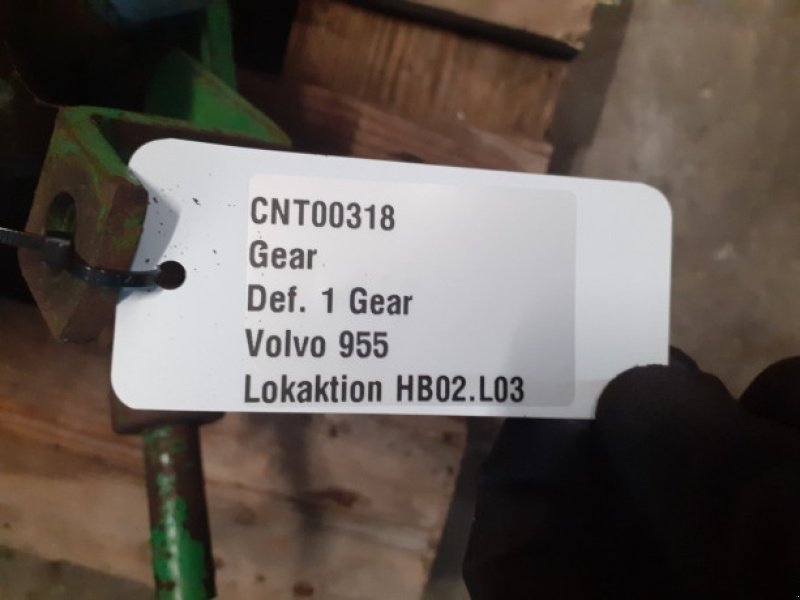 CNT00318
Gear
Def. 1 Gear
Volvo 955
Lokaktion HB02.L03